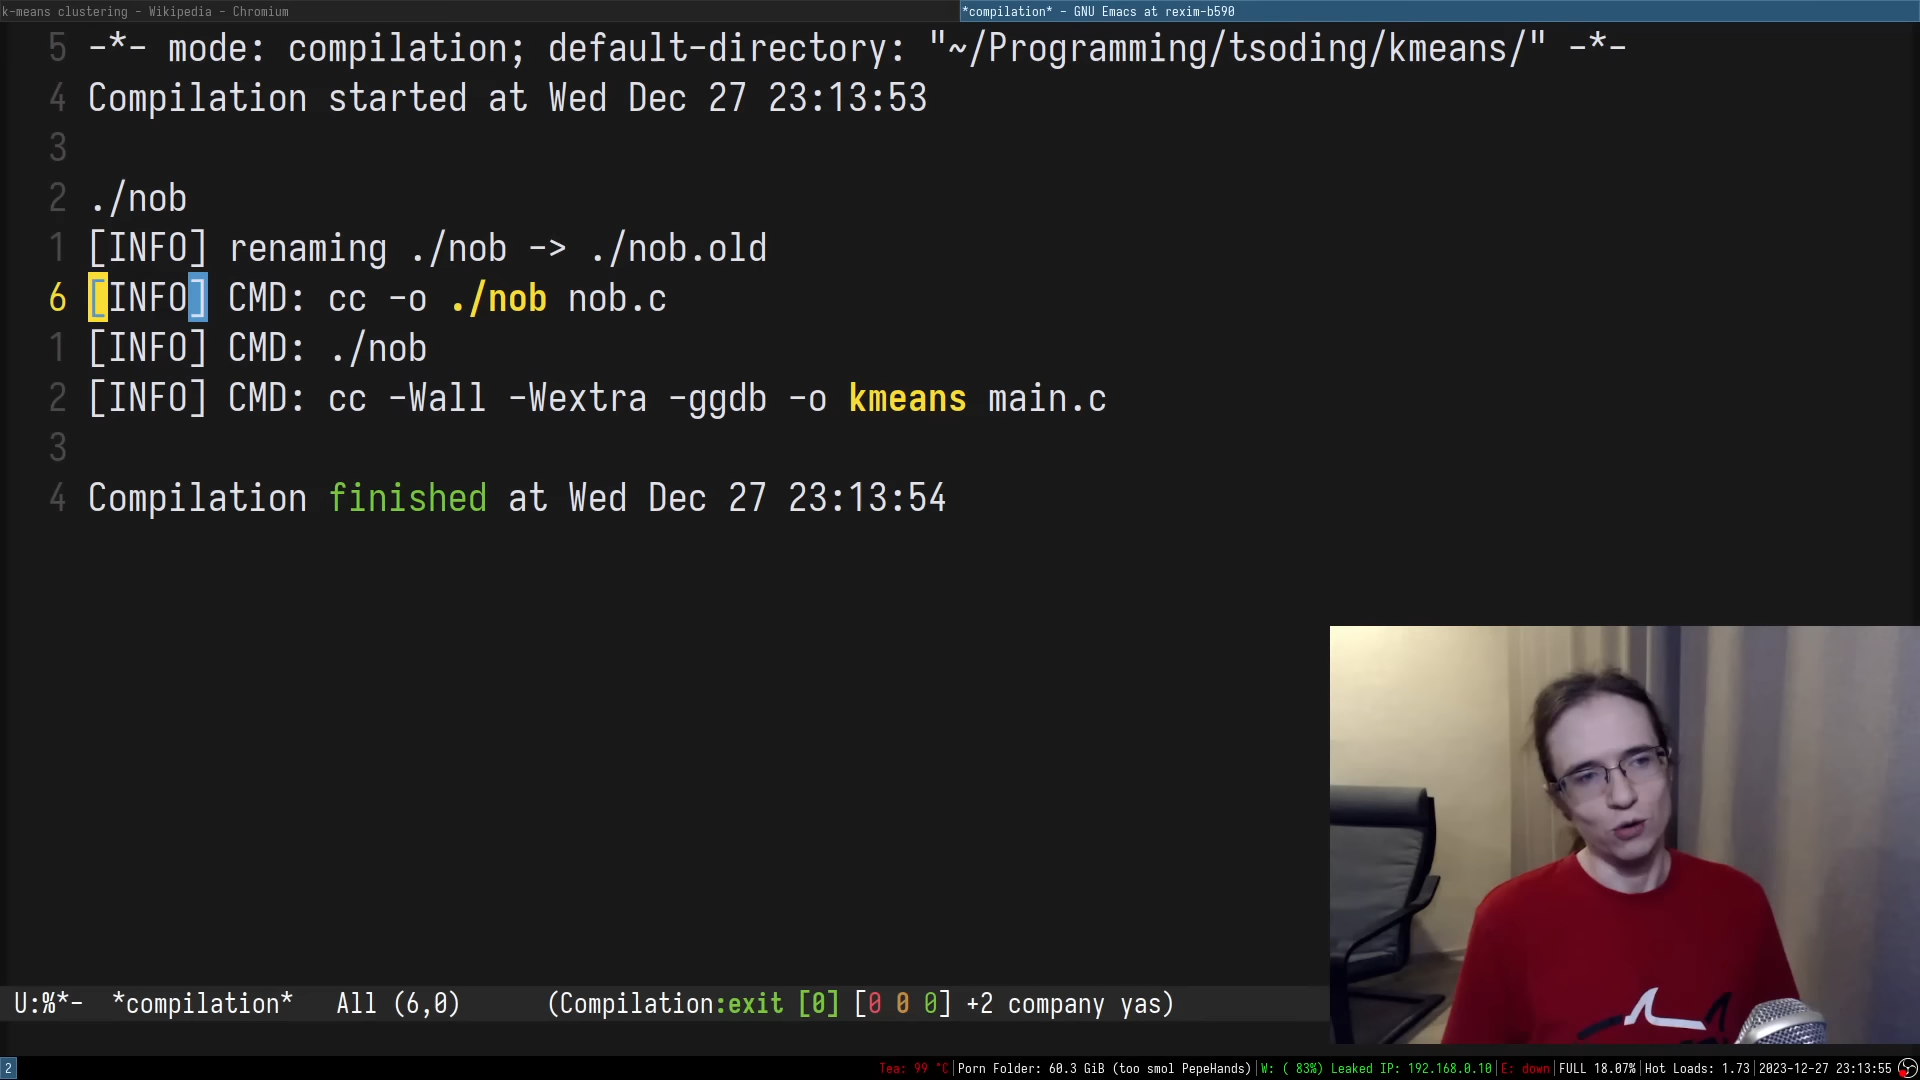 k-means clustering - Wikipedia - Chromium
*compilation* - GNU Emacs at rexim-b590
5 -*- mode: compilation; default-directory: "~/Programming/tsoding/kmeans/" -*-
4 Compilation started at Wed Dec 27 23:13:53
3
2 ./nob
1 [INFO] renaming ./nob -> ./nob.old
6 [INFO] CMD: cc -o ./nob nob.c
1 [INFO] CMD: ./nob
2 [INFO] CMD: cc -Wall -Wextra -ggdb -o kmeans main.c
3
4 Compilation finished at Wed Dec 27 23:13:54
U:%*- *compilation* All (6,0) (Compilation:exit [0] [0 0 0] +2 company yas)
2 Tea: 99 °C|Porn Folder: 60.3 GiB (too smol PepeHands)|W: ( 83%) Leaked IP: 192.168.0.10|E: down|FULL 18.07%|Hot Loads: 1.73|2023-12-27 23:13:55